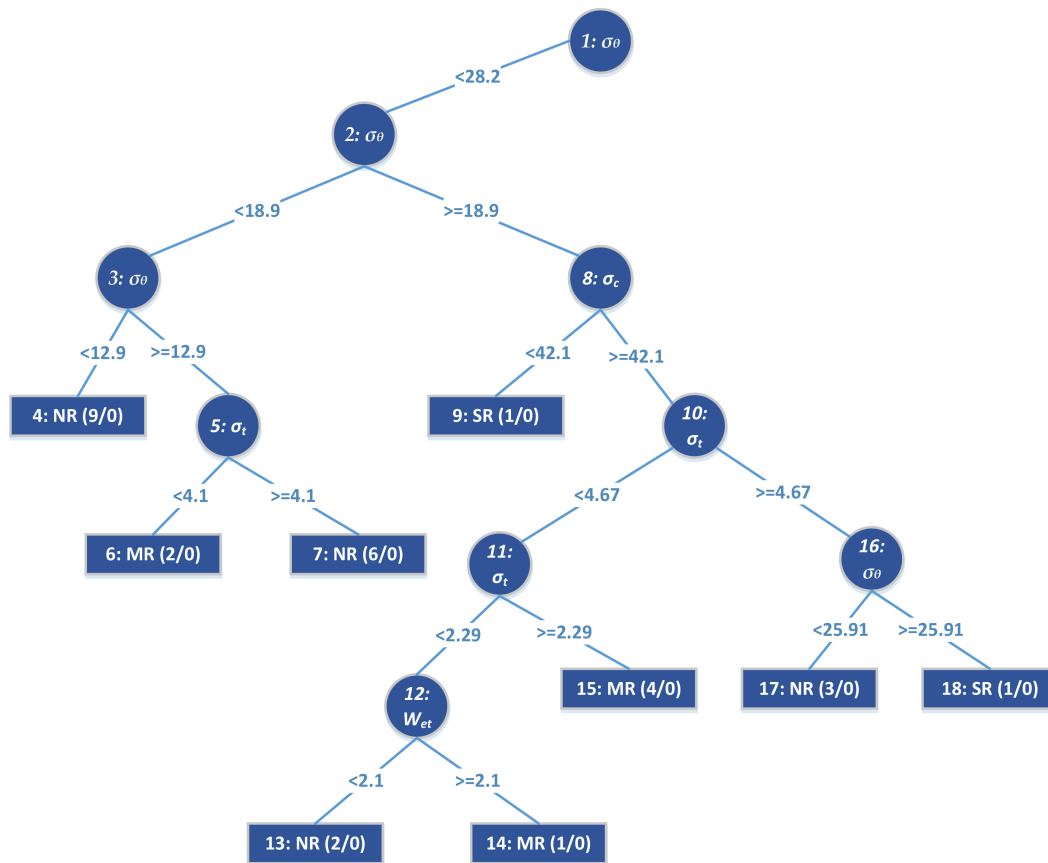 1: σθ
<28.2
2: σθ
<18.9
>=18.9
3: σθ
8: σc
<12.9
>=12.9
<42.1
>=42.1
4: NR (9/0)
5: σt
9: SR (1/0)
10:
σt
<4.1
>=4.1
<4.67
>=4.67
6: MR (2/0)
7: NR (6/0)
11:
σt
16:
σθ
<2.29
>=2.29
<25.91
>=25.91
12:
Wet
15: MR (4/0)
17: NR (3/0)
18: SR (1/0)
<2.1
>=2.1
13: NR (2/0)
14: MR (1/0)